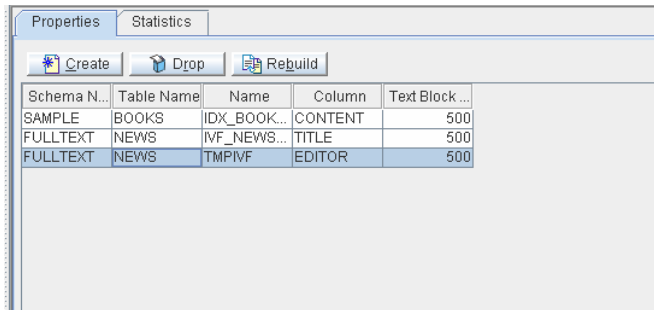 Properties Statistics
Create Drop Rebuild
Schema N... Table Name Name Column Text Block ...
SAMPLE BOOKS IDX_BOOK... CONTENT 500
FULLTEXT NEWS IVF_NEWS... TITLE 500
FULLTEXT NEWS TMPIVF EDITOR 500